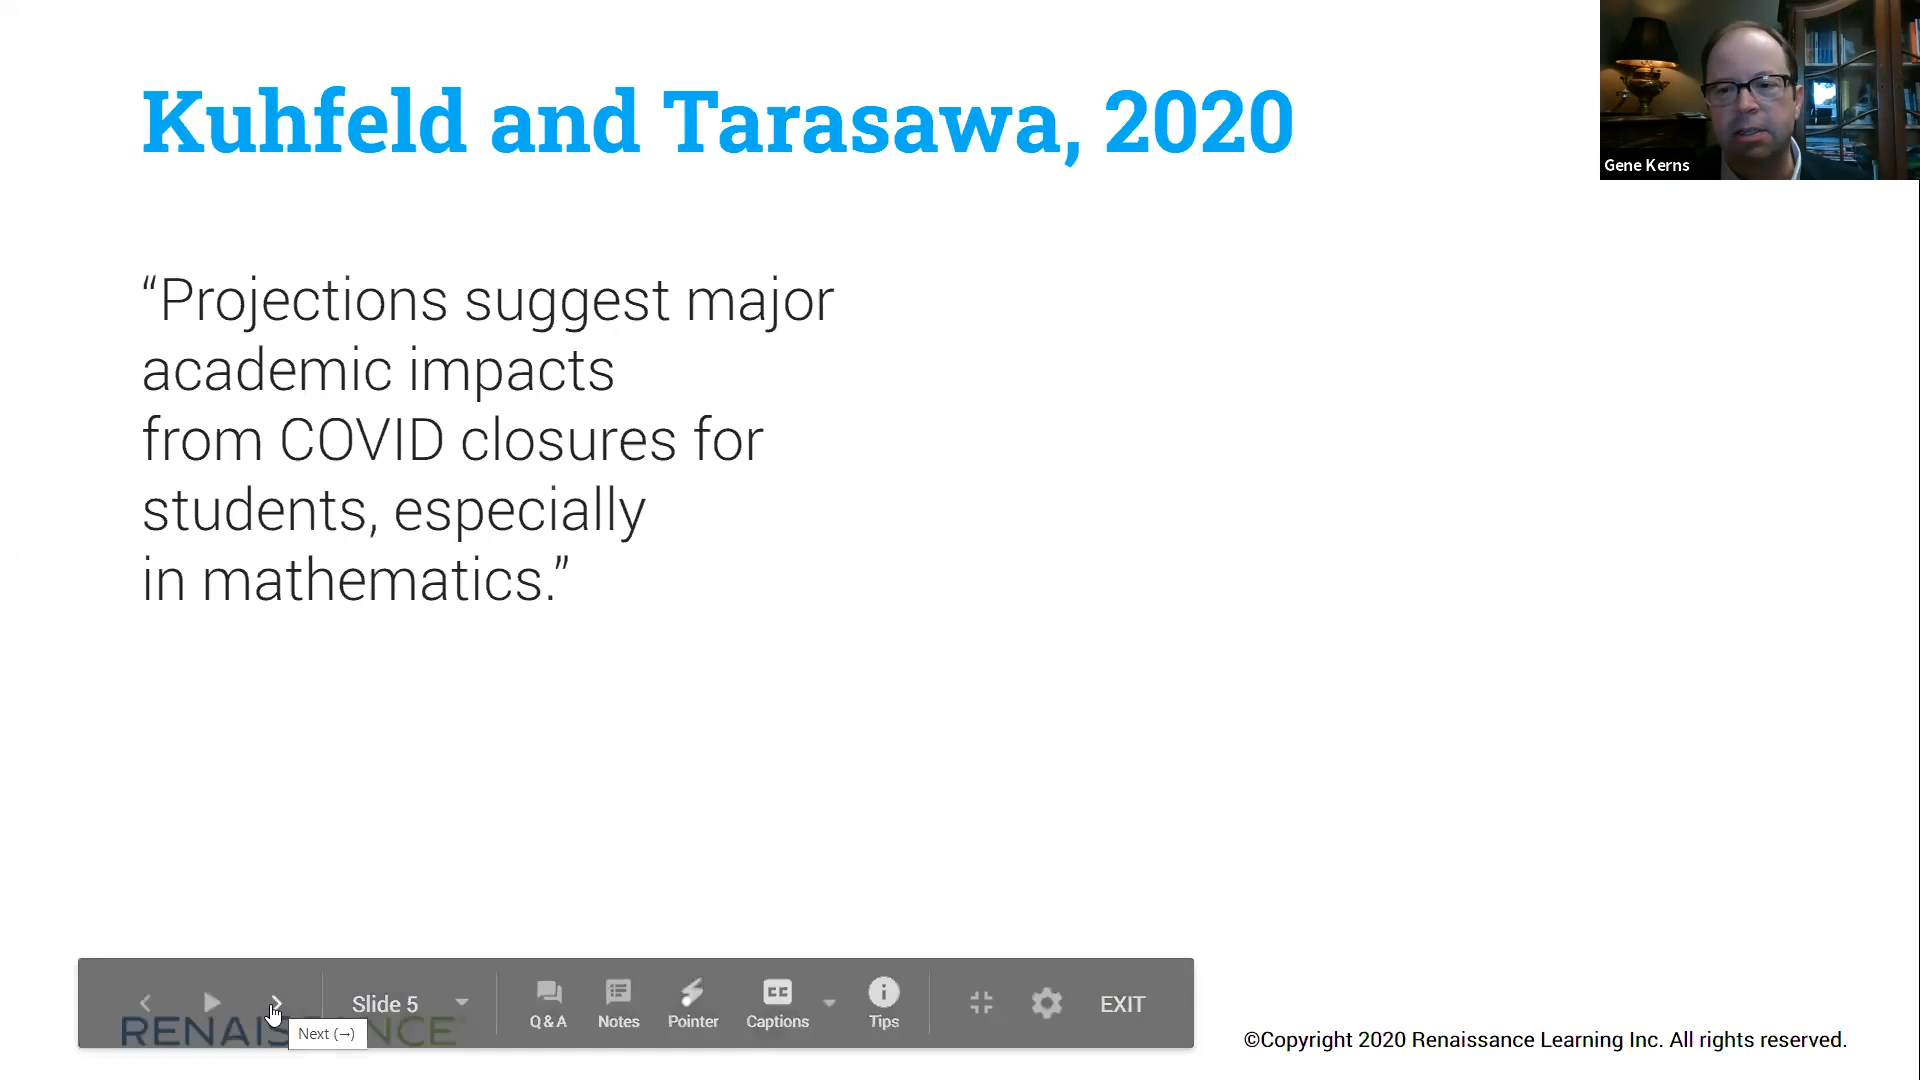 Kuhfeld and Tarasawa, 2020
Gene Kerns
“Projections suggest major
academic impacts
from COVID closures for
students, especially
in mathematics.”
Slide 5
Q&A
Notes
Pointer
CC
Captions
Tips
EXIT
Next (→)
©Copyright 2020 Renaissance Learning Inc. All rights reserved.